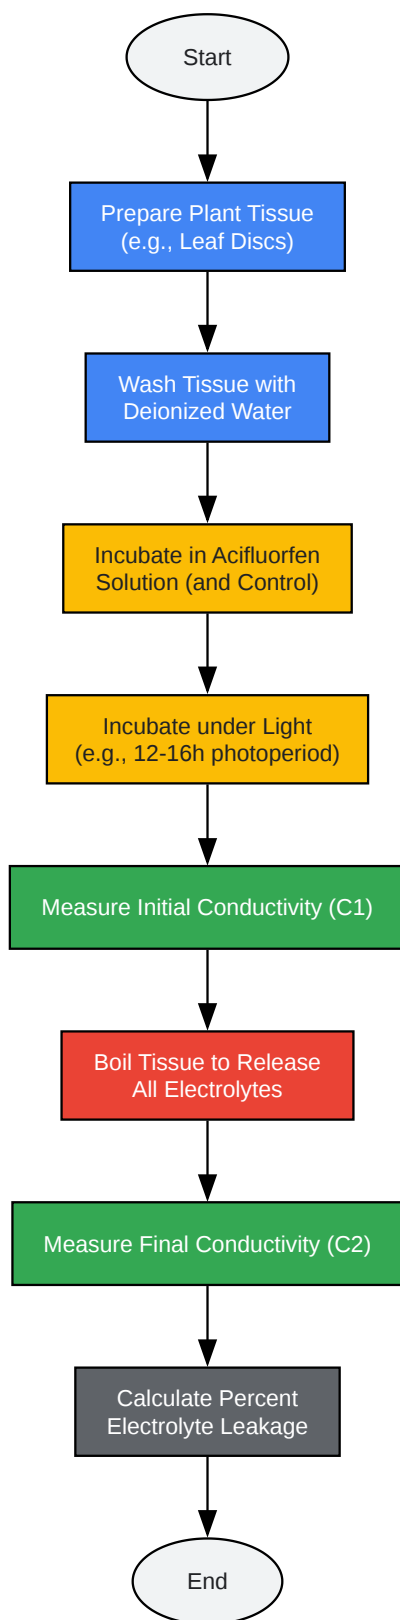 Start
Prepare Plant Tissue
(e.g., Leaf Discs)
Wash Tissue with
Deionized Water
Incubate in Acifluorfen
Solution (and Control)
Incubate under Light
(e.g., 12-16h photoperiod)
Measure Initial Conductivity (C1)
Boil Tissue to Release
All Electrolytes
Measure Final Conductivity (C2)
Calculate Percent
Electrolyte Leakage
End